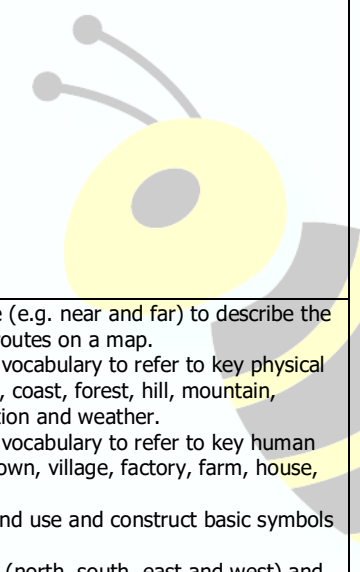 e (e.g. near and far) to describe the
routes on a map.
vocabulary to refer to key physical
, coast, forest, hill, mountain,
tion and weather.
vocabulary to refer to key human
own, village, factory, farm, house,
nd use and construct basic symbols
(north, south, east and west) and